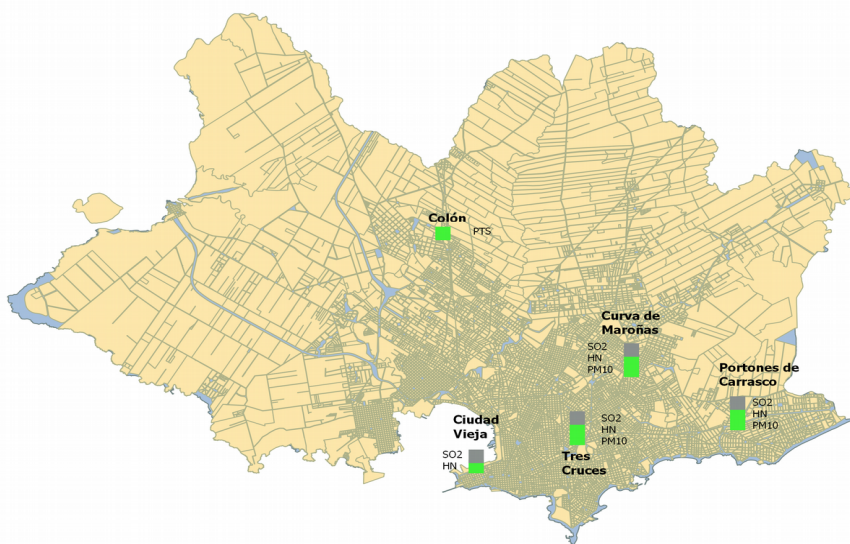 Colón
PTS
Curva de
Maroñas
SO2
HN
PM10
Portones de
Carrasco
SO2
HN
PM10
Ciudad
Vieja
SO2
HN
SO2
HN
PM10
Tres
Cruces